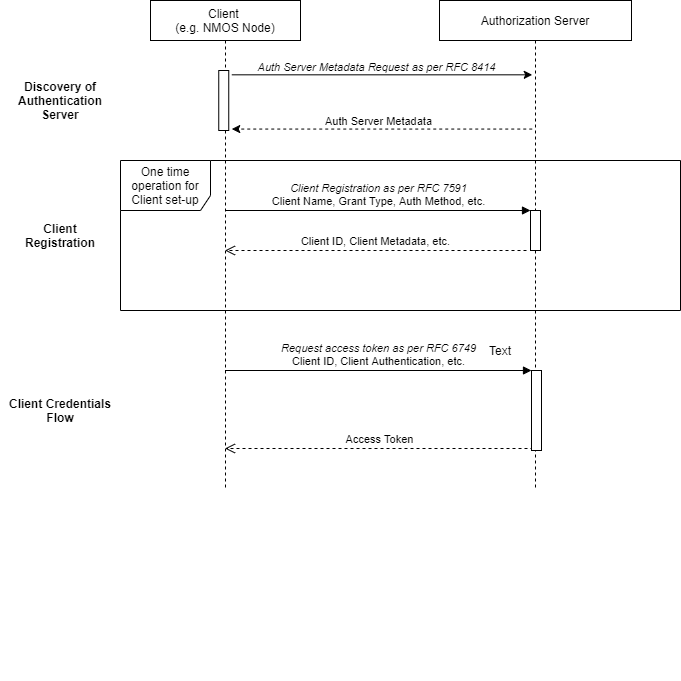 Client
(e.g. NMOS Node)
Authorization Server
Auth Server Metadata Request as per RFC 8414
Discovery of
Authentication
Server
Auth Server Metadata
One time
operation for
Client set-up
Client Registration as per RFC 7591
Client Name, Grant Type, Auth Method, etc.
Client
Registration
Client ID, Client Metadata, etc.
Request access token as per RFC 6749
Text
Client ID, Client Authentication, etc.
Client Credentials
Flow
Access Token